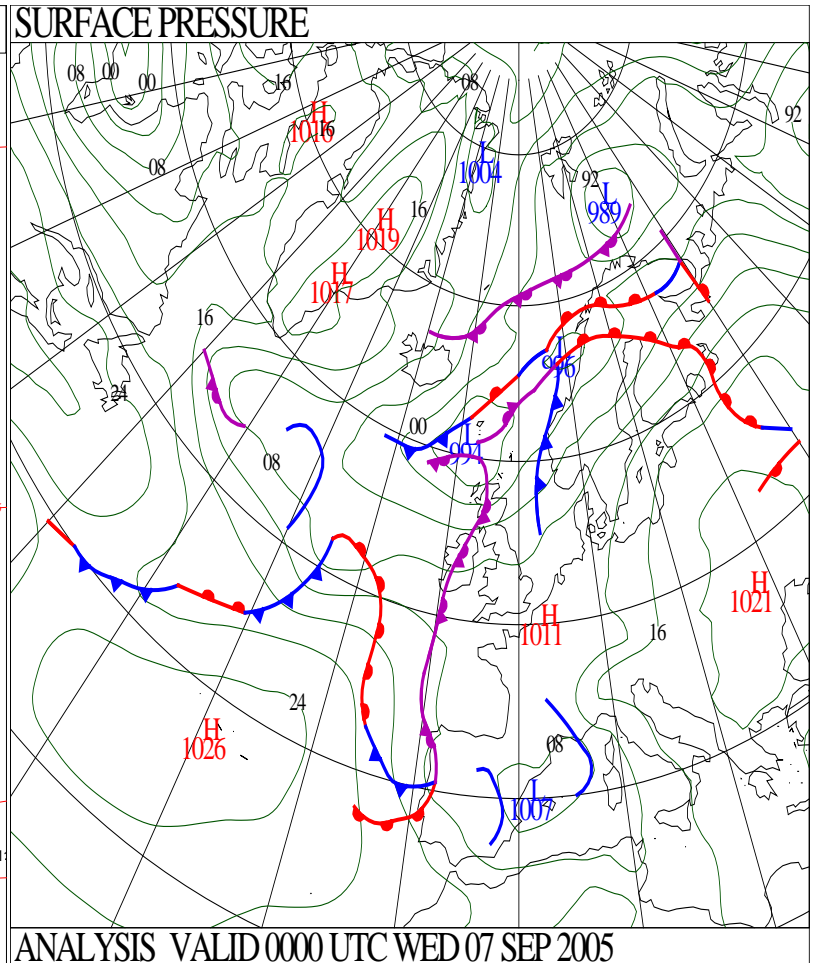 SURFACE PRESSURE
08 00 00 16 08 92
H
1016 16
L
1004
92
L
989
16
H
1019
H
1017
16
24
L
996
00
L
994
08
H
1021
H
1011
16
24
H
1026
08
L
1007
ANALYSIS VALID 0000 UTC WED 07 SEP 2005
08